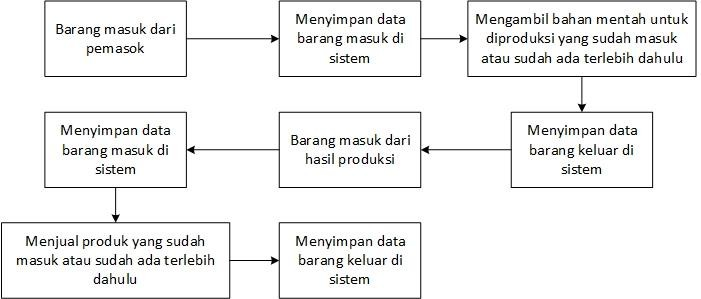 Barang masuk dari
pemasok
Menyimpan data
barang masuk di
sistem
Mengambil bahan mentah untuk
diproduksi yang sudah masuk
atau sudah ada terlebih dahulu
Menyimpan data
barang keluar di
sistem
Barang masuk dari
hasil produksi
Menyimpan data
barang masuk di
sistem
Menjual produk yang sudah
masuk atau sudah ada terlebih
dahulu
Menyimpan data
barang keluar di
sistem